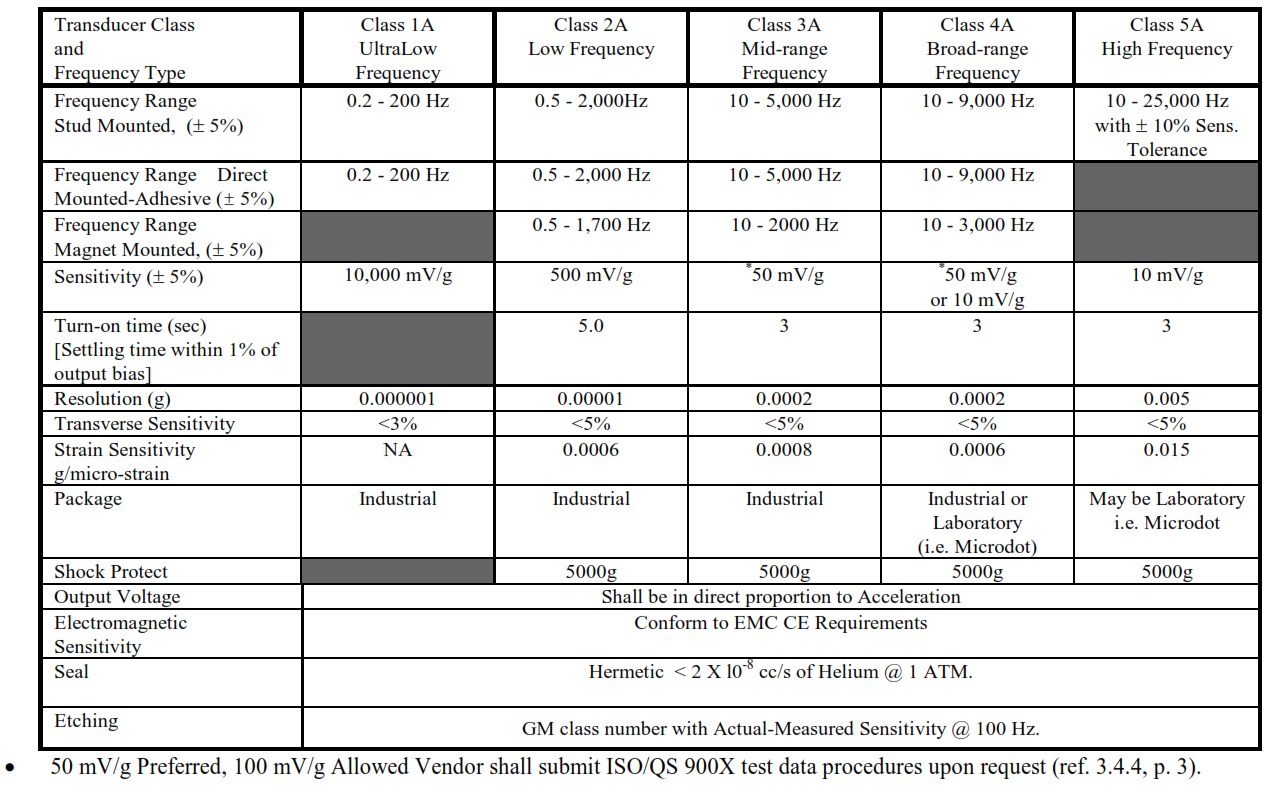 Transducer Class
and
Frequency Type
Class 1A
UltraLow
Frequency
Class 2A
Low Frequency
Class 3A
Mid-range
Frequency
Class 4A
Broad-range
Frequency
Class 5A
High Frequency
Frequency Range
Stud Mounted, (± 5%)
0.2 - 200 Hz
0.5 - 2,000Hz
10 - 5,000 Hz
10 - 9,000 Hz
10 - 25,000 Hz
with ± 10% Sens.
Tolerance
Frequency Range Direct
Mounted-Adhesive (± 5%)
0.2 - 200 Hz
0.5 - 2,000 Hz
10 - 5,000 Hz
10 - 9,000 Hz
Frequency Range
Magnet Mounted, (± 5%)
0.5 - 1,700 Hz
10 - 2000 Hz
10 - 3,000 Hz
Sensitivity (± 5%)
10,000 mV/g
500 mV/g
*50 mV/g
*50 mV/g
or 10 mV/g
10 mV/g
Turn-on time (sec)
[Settling time within 1% of
output bias]
5.0
3
3
3
Resolution (g)
0.000001
0.00001
0.0002
0.0002
0.005
Transverse Sensitivity
<3%
<5%
<5%
<5%
<5%
Strain Sensitivity
g/micro-strain
NA
0.0006
0.0008
0.0006
0.015
Package
Industrial
Industrial
Industrial
Industrial or
Laboratory
(i.e. Microdot)
May be Laboratory
i.e. Microdot
Shock Protect
5000g
5000g
5000g
5000g
Output Voltage
Shall be in direct proportion to Acceleration
Electromagnetic
Sensitivity
Conform to EMC CE Requirements
Seal
Hermetic < 2 X l0⁻⁸ cc/s of Helium @ 1 ATM.
Etching
GM class number with Actual-Measured Sensitivity @ 100 Hz.
• 50 mV/g Preferred, 100 mV/g Allowed Vendor shall submit ISO/QS 900X test data procedures upon request (ref. 3.4.4, p. 3).